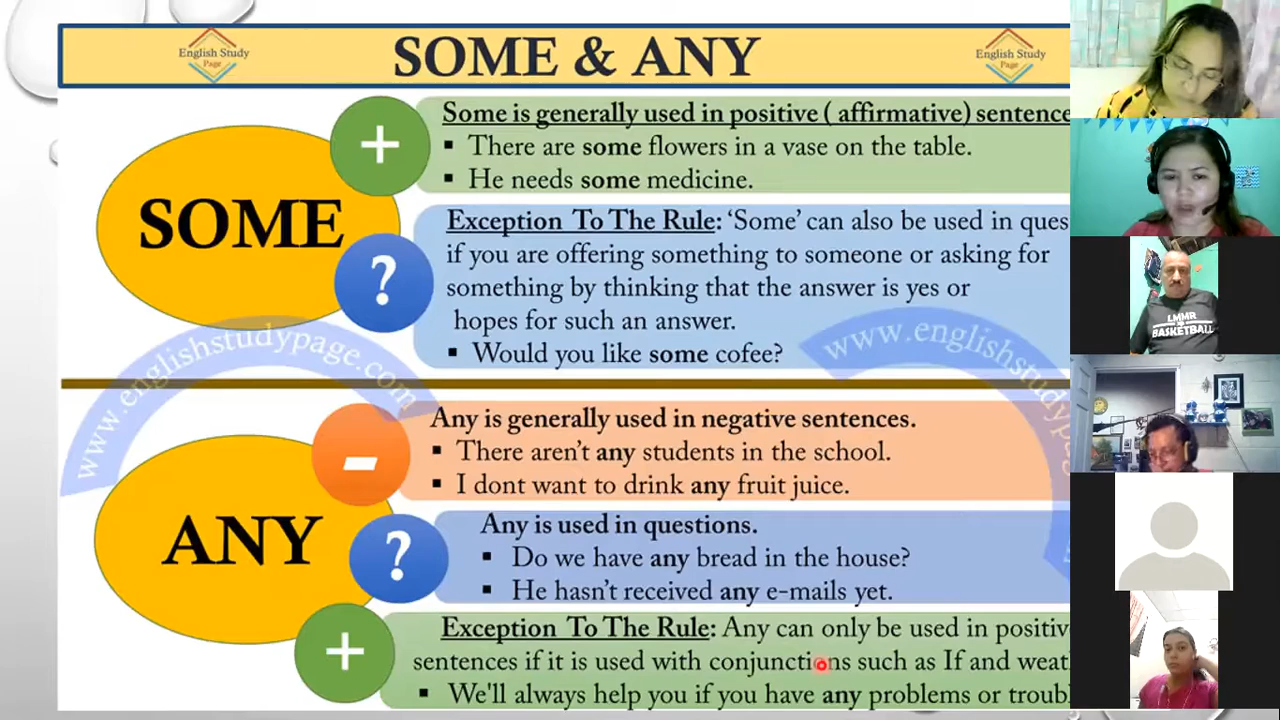 English Study
Page
SOME & ANY
English Study
Page
SOME
+
Some is generally used in positive ( affirmative) sentence
▪ There are some flowers in a vase on the table.
▪ He needs some medicine.
?
Exception To The Rule: ‘Some’ can also be used in ques
if you are offering something to someone or asking for
something by thinking that the answer is yes or
hopes for such an answer.
▪ Would you like some cofee?
www.englishstudypage.com
www.englishstudypage
ANY
-
Any is generally used in negative sentences.
▪ There aren’t any students in the school.
▪ I dont want to drink any fruit juice.
?
Any is used in questions.
▪ Do we have any bread in the house?
▪ He hasn’t received any e-mails yet.
+
Exception To The Rule: Any can only be used in positiv
sentences if it is used with conjunctions such as If and weat
▪ We'll always help you if you have any problems or troub
LMMR
BASKETBALL